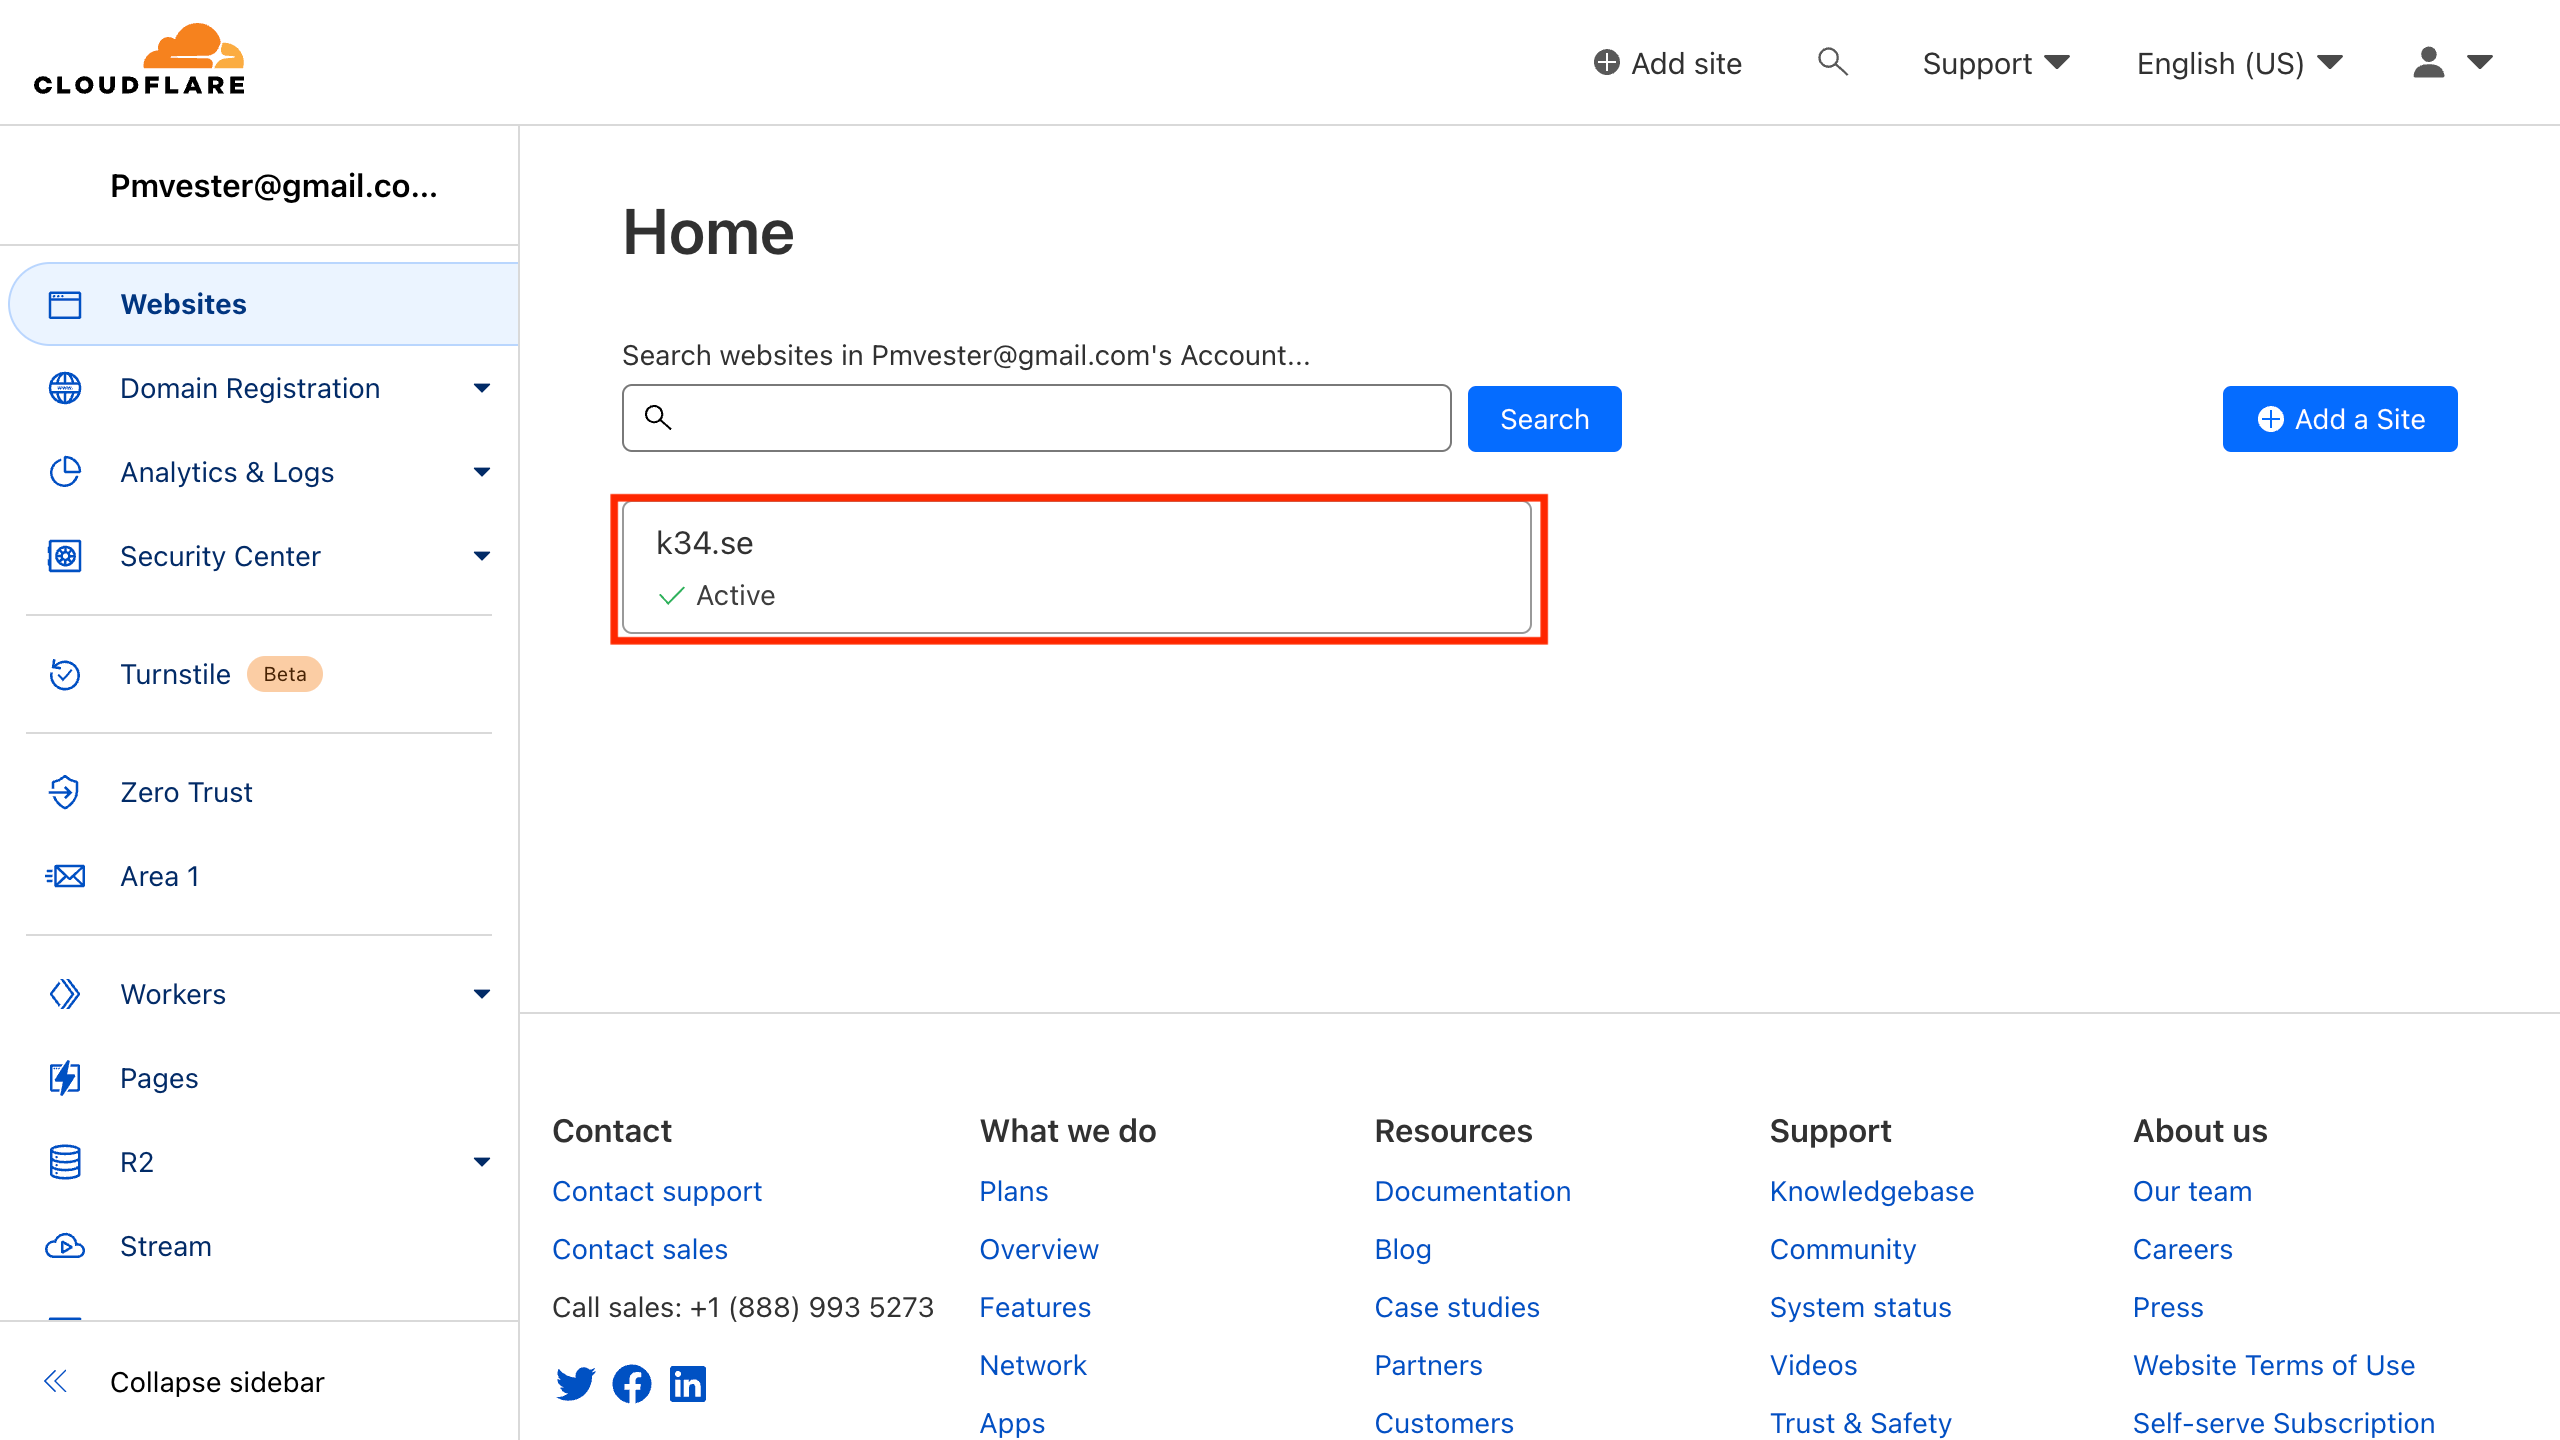 CLOUDFLARE
Add site
Support
English (US)
Pmvester@gmail.co...
Websites
Domain Registration
Analytics & Logs
Security Center
Turnstile Beta
Zero Trust
Area 1
Workers
Pages
R2
Stream
Collapse sidebar
Home
Search websites in Pmvester@gmail.com's Account...
Search
Add a Site
k34.se
Active
Contact
Contact support
Contact sales
Call sales: +1 (888) 993 5273
What we do
Plans
Overview
Features
Network
Apps
Resources
Documentation
Blog
Case studies
Partners
Customers
Support
Knowledgebase
Community
System status
Videos
Trust & Safety
About us
Our team
Careers
Press
Website Terms of Use
Self-serve Subscription